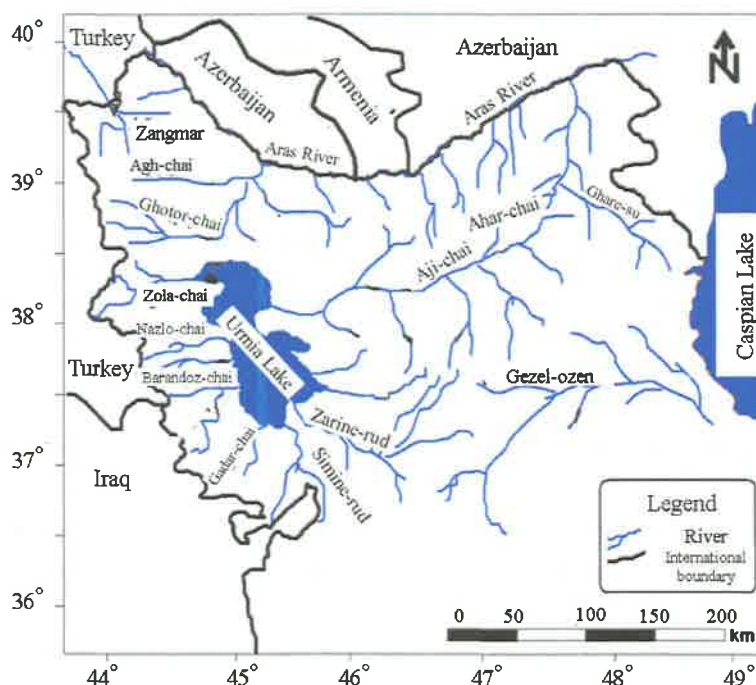 40°
39°
38°
37°
36°
44°
45°
46°
47°
48°
49°
Turkey
Azerbaijan
Armenia
Azerbaijan
N
Aras River
Aras River
Zangmar
Agh-chai
Ghotor-chai
Ahar-chai
Ghare-su
Aji-chai
Zola-chai
Nazlo-chai
Urmia Lake
Caspian Lake
Turkey
Barandoz-chai
Gezel-ozen
Zarine-rud
Gadar-chai
Simine-rud
Iraq
Legend
River
International
boundary
0 50 100 150 200
km